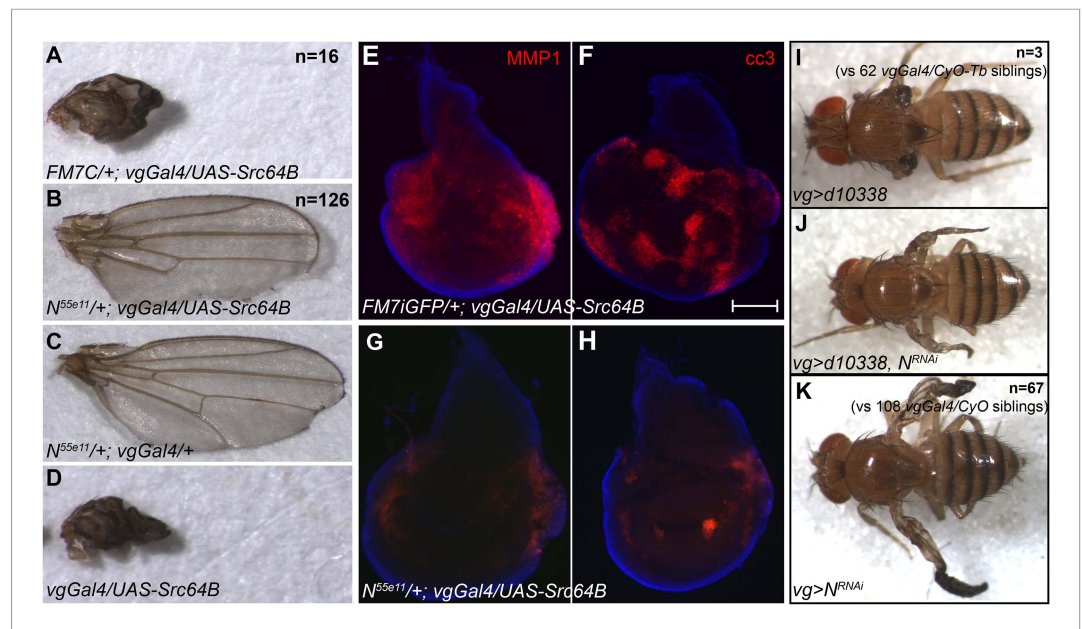 A
n=16
FM7C/+; vgGal4/UAS-Src64B
B
n=126
N55e11/+; vgGal4/UAS-Src64B
C
N55e11/+; vgGal4/+
D
vgGal4/UAS-Src64B
E
MMP1
F
cc3
FM7iGFP/+; vgGal4/UAS-Src64B
G
H
N55e11/+; vgGal4/UAS-Src64B
I
n=3
(vs 62 vgGal4/CyO-Tb siblings)
vg>d10338
J
vg>d10338, NRNAi
K
n=67
(vs 108 vgGal4/CyO siblings)
vg>NRNAi